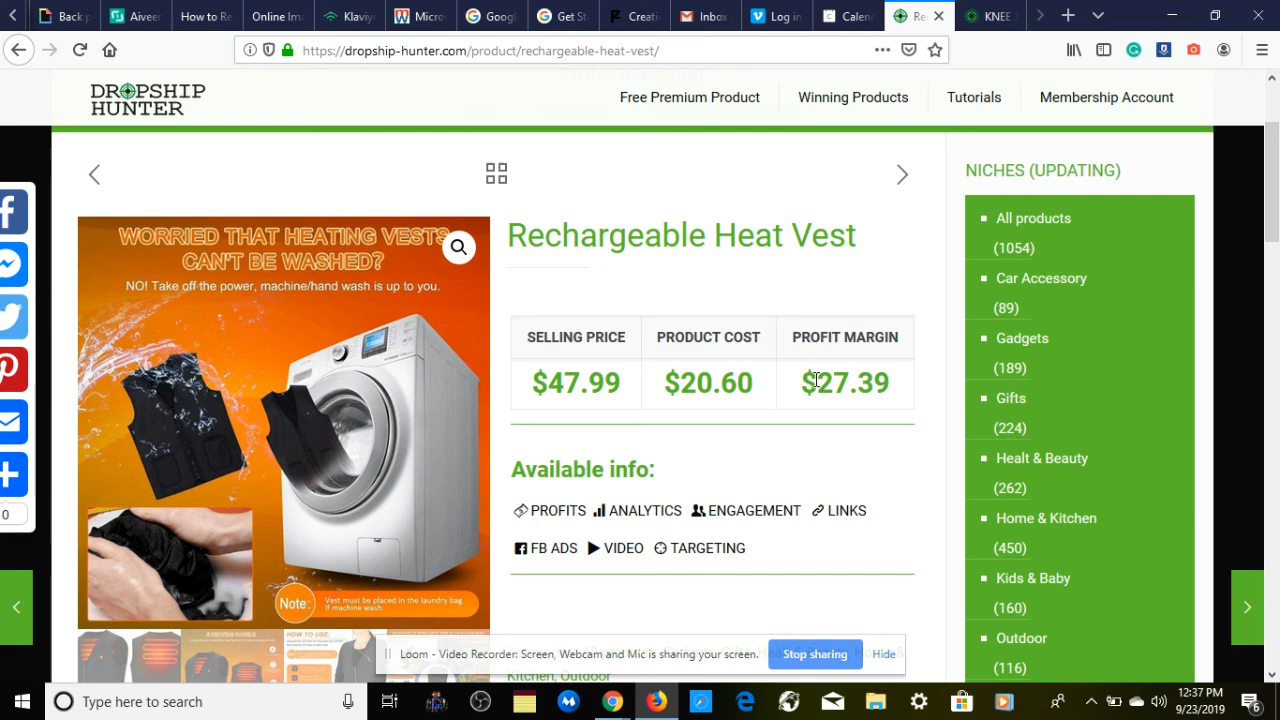 Back p
Aiveer
How to Re
Online Ima
Klaviy
Micro
Googl
Get St
Creati
Inbox
Log in
Calen
Re
KNEE
https://dropship-hunter.com/product/rechargeable-heat-vest/
DROPSHIP
HUNTER
Free Premium Product
Winning Products
Tutorials
Membership Account
NICHES (UPDATING)
All products
(1054)
Car Accessory
(89)
Gadgets
(189)
Gifts
(224)
Healt & Beauty
(262)
Home & Kitchen
(450)
Kids & Baby
(160)
Outdoor
(116)
WORRIED THAT HEATING VESTS
CAN'T BE WASHED?
NO! Take off the power, machine/hand wash is up to you.
Note:
Vest must be placed in the laundry bag
if machine wash.
HOW TO USE:
Rechargeable Heat Vest
SELLING PRICE PRODUCT COST PROFIT MARGIN
$47.99 $20.60 $27.39
Available info:
PROFITS ANALYTICS ENGAGEMENT LINKS
FB ADS VIDEO TARGETING
Kitchen, Outdoor
0
Loom - Video Recorder: Screen, Webcam and Mic is sharing your screen.
Stop sharing
Hide
Type here to search
12:37 PM
9/23/2019
6